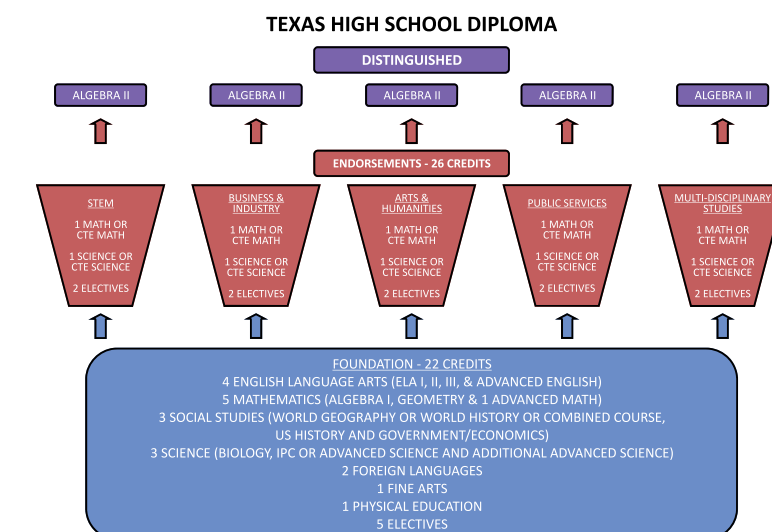 TEXAS HIGH SCHOOL DIPLOMA
DISTINGUISHED
ALGEBRA II
ALGEBRA II
ALGEBRA II
ALGEBRA II
ALGEBRA II
ENDORSEMENTS - 26 CREDITS
STEM
1 MATH OR
CTE MATH
1 SCIENCE OR
CTE SCIENCE
2 ELECTIVES
BUSINESS &
INDUSTRY
1 MATH OR
CTE MATH
1 SCIENCE OR
CTE SCIENCE
2 ELECTIVES
ARTS &
HUMANITIES
1 MATH OR
CTE MATH
1 SCIENCE OR
CTE SCIENCE
2 ELECTIVES
PUBLIC SERVICES
1 MATH OR
CTE MATH
1 SCIENCE OR
CTE SCIENCE
2 ELECTIVES
MULTI-DISCIPLINARY
STUDIES
1 MATH OR
CTE MATH
1 SCIENCE OR
CTE SCIENCE
2 ELECTIVES
FOUNDATION - 22 CREDITS
4 ENGLISH LANGUAGE ARTS (ELA I, II, III, & ADVANCED ENGLISH)
5 MATHEMATICS (ALGEBRA I, GEOMETRY & 1 ADVANCED MATH)
3 SOCIAL STUDIES (WORLD GEOGRAPHY OR WORLD HISTORY OR COMBINED COURSE,
US HISTORY AND GOVERNMENT/ECONOMICS)
3 SCIENCE (BIOLOGY, IPC OR ADVANCED SCIENCE AND ADDITIONAL ADVANCED SCIENCE)
2 FOREIGN LANGUAGES
1 FINE ARTS
1 PHYSICAL EDUCATION
5 ELECTIVES